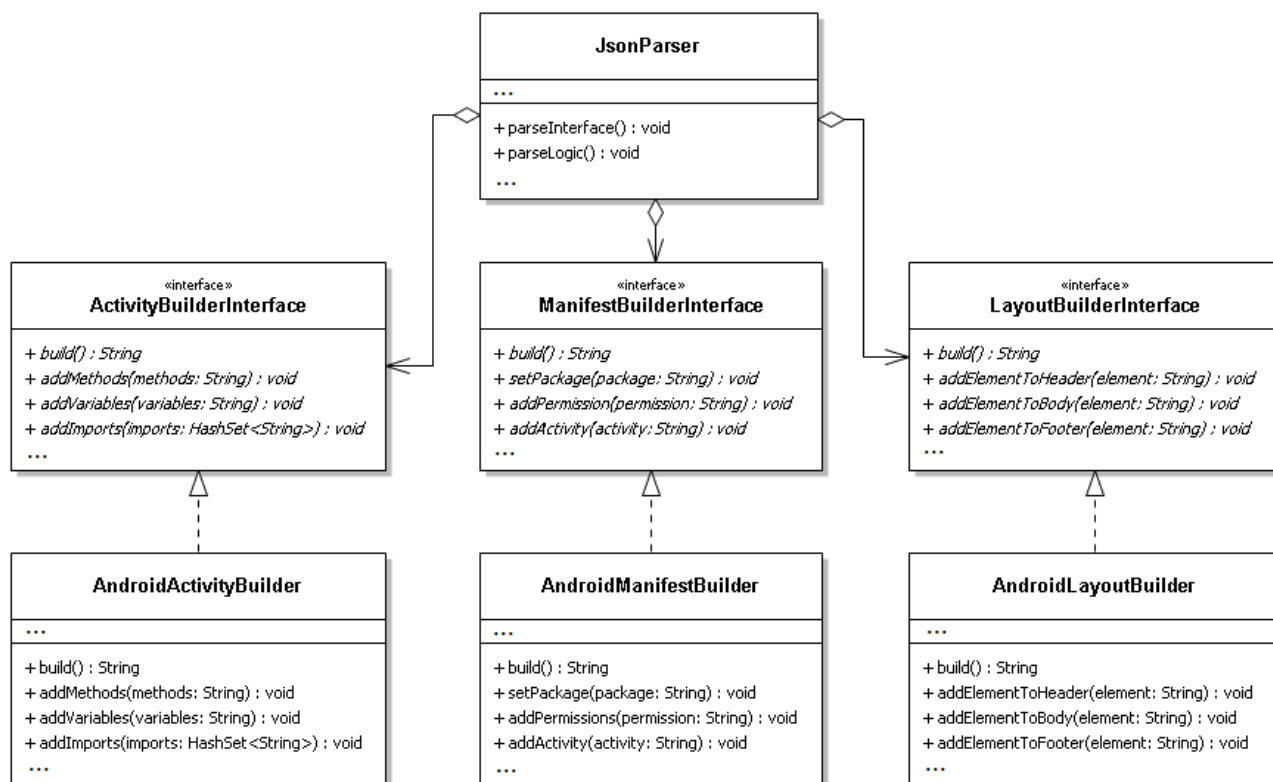 JsonParser
...
+ parseInterface() : void
+ parseLogic() : void
...
«interface»
ActivityBuilderInterface
+ build() : String
+ addMethods(methods: String) : void
+ addVariables(variables: String) : void
+ addImports(imports: HashSet<String>) : void
...
«interface»
ManifestBuilderInterface
+ build() : String
+ setPackage(package: String) : void
+ addPermission(permission: String) : void
+ addActivity(activity: String) : void
...
«interface»
LayoutBuilderInterface
+ build() : String
+ addElementToHeader(element: String) : void
+ addElementToBody(element: String) : void
+ addElementToFooter(element: String) : void
...
AndroidActivityBuilder
...
+ build() : String
+ addMethods(methods: String) : void
+ addVariables(variables: String) : void
+ addImports(imports: HashSet<String>) : void
...
AndroidManifestBuilder
...
+ build() : String
+ setPackage(package: String) : void
+ addPermissions(permission: String) : void
+ addActivity(activity: String) : void
...
AndroidLayoutBuilder
...
+ build() : String
+ addElementToHeader(element: String) : void
+ addElementToBody(element: String) : void
+ addElementToFooter(element: String) : void
...